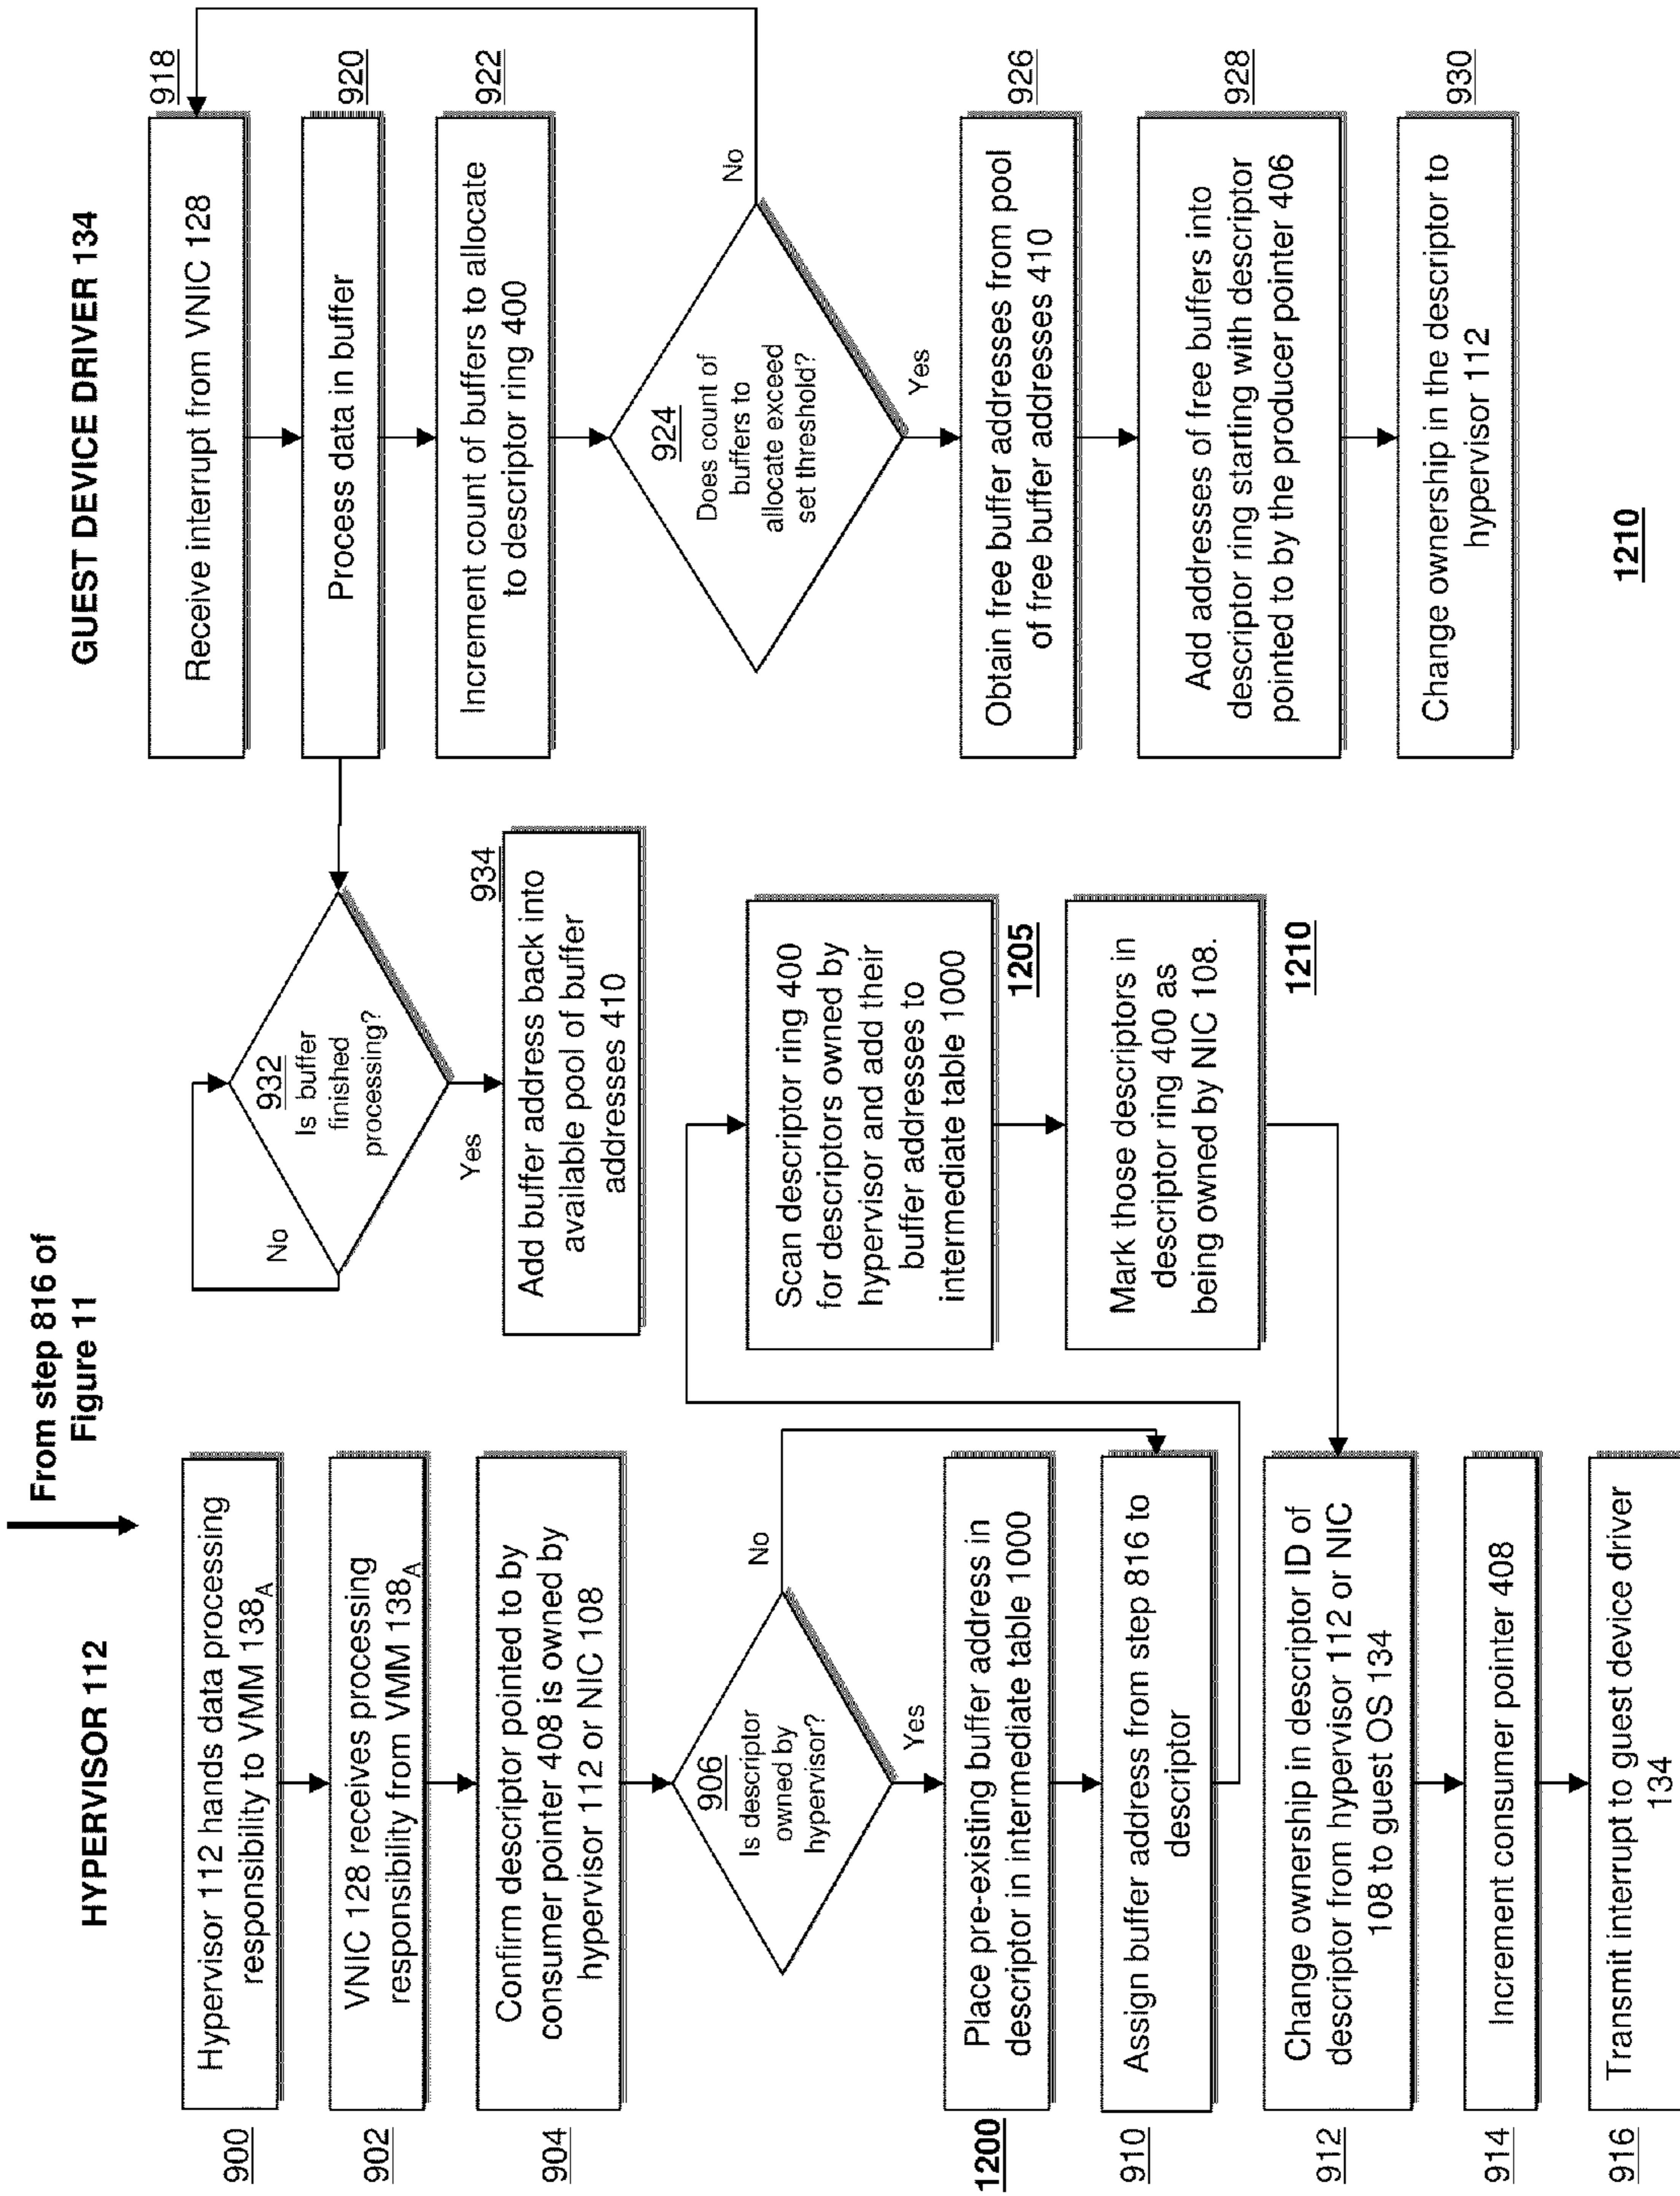 From step 816 of
Figure 11
HYPERVISOR 112
900
Hypervisor 112 hands data processing
responsibility to VMM 138A
902
VNIC 128 receives processing
responsibility from VMM 138A
904
Confirm descriptor pointed to by
consumer pointer 408 is owned by
hypervisor 112 or NIC 108
906
Is descriptor
owned by
hypervisor?
No
Yes
1200
Place pre-existing buffer address in
descriptor in intermediate table 1000
910
Assign buffer address from step 816 to
descriptor
912
Change ownership in descriptor ID of
descriptor from hypervisor 112 or NIC
108 to guest OS 134
914
Increment consumer pointer 408
916
Transmit interrupt to guest device driver
134
932
Is buffer
finished
processing?
No
Yes
934
Add buffer address back into
available pool of buffer
addresses 410
Scan descriptor ring 400
for descriptors owned by
hypervisor and add their
buffer addresses to
intermediate table 1000
1205
Mark those descriptors in
descriptor ring 400 as
being owned by NIC 108.
1210
GUEST DEVICE DRIVER 134
918
Receive interrupt from VNIC 128
920
Process data in buffer
922
Increment count of buffers to allocate
to descriptor ring 400
924
Does count of
buffers to
allocate exceed
set threshold?
No
Yes
926
Obtain free buffer addresses from pool
of free buffer addresses 410
928
Add addresses of free buffers into
descriptor ring starting with descriptor
pointed to by the producer pointer 406
930
Change ownership in the descriptor to
hypervisor 112
1210